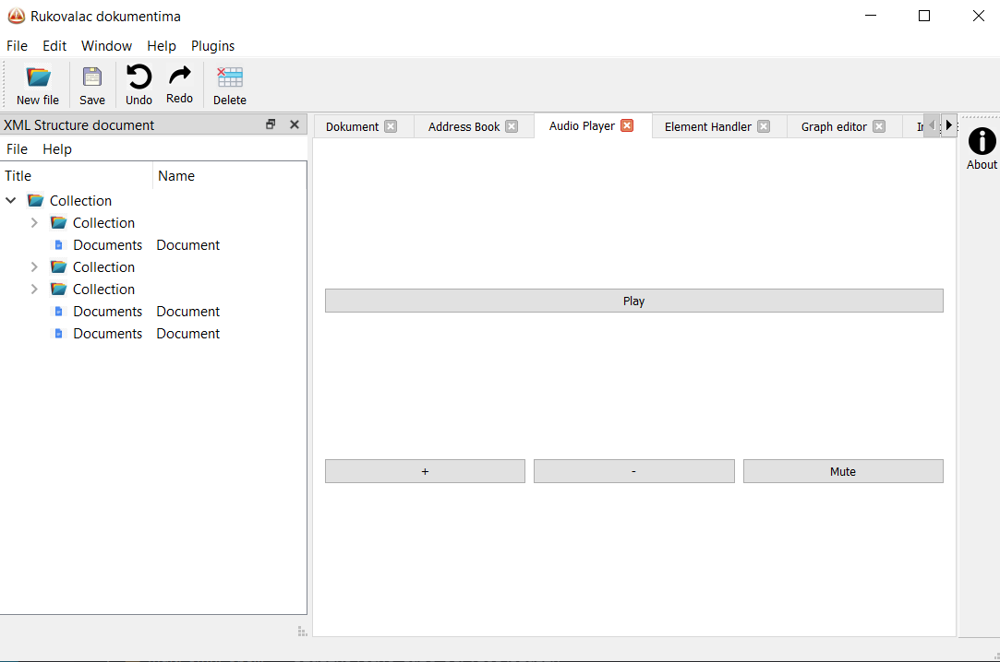 Rukovalac dokumentima
File Edit Window Help Plugins
New file Save Undo Redo Delete
XML Structure document
File Help
Title Name
Collection
Collection
Documents Document
Collection
Collection
Documents Document
Documents Document
Dokument Address Book Audio Player Element Handler Graph editor
Play
+ - Mute
About